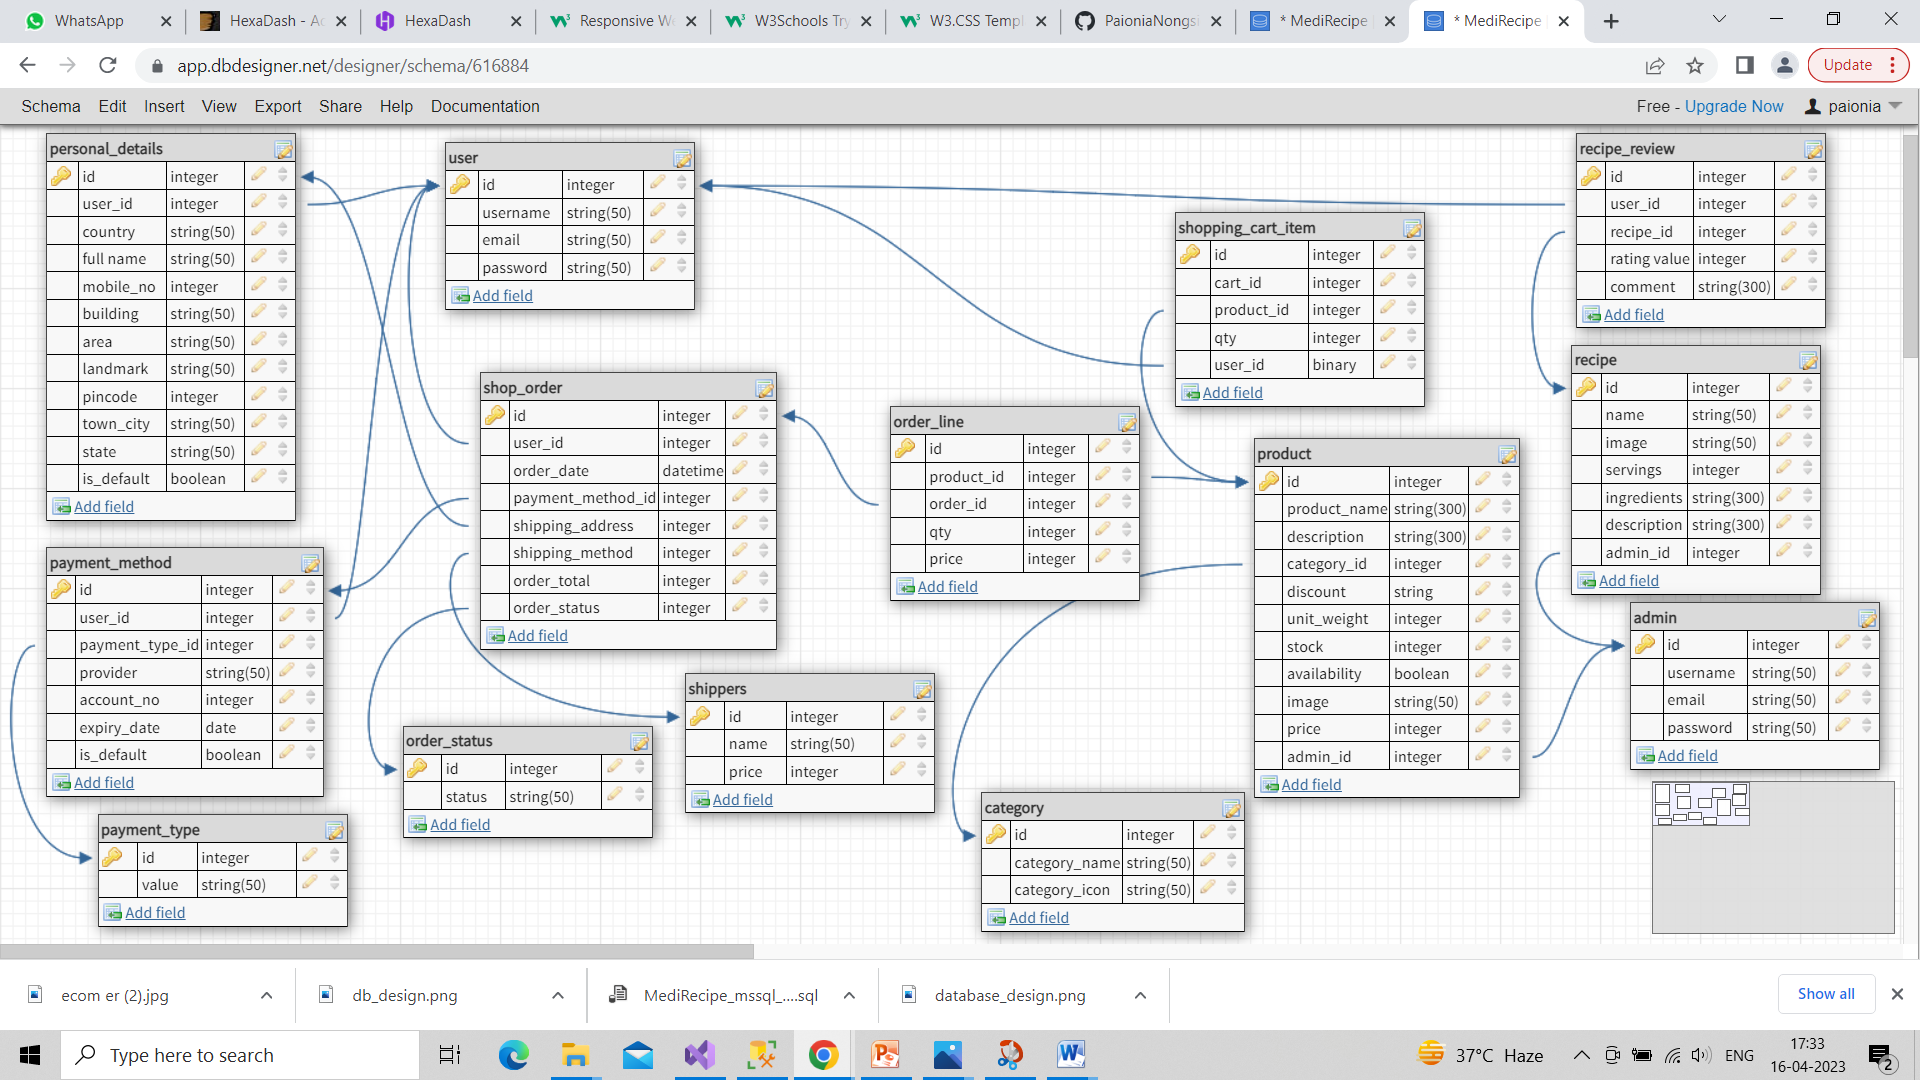 WhatsApp
HexaDash - Ad
HexaDash
Responsive We
W3Schools Try
W3.CSS Templ
PaioniaNongs
* MediRecipe
* MediRecipe
app.dbdesigner.net/designer/schema/616884
Update
Schema Edit Insert View Export Share Help Documentation
Free - Upgrade Now paionia
personal_details
id integer
user_id integer
country string(50)
full name string(50)
mobile_no integer
building string(50)
area string(50)
landmark string(50)
pincode integer
town_city string(50)
state string(50)
is_default boolean
Add field
user
id integer
username string(50)
email string(50)
password string(50)
Add field
recipe_review
id integer
user_id integer
recipe_id integer
rating value integer
comment string(300)
Add field
shopping_cart_item
id integer
cart_id integer
product_id integer
qty integer
user_id binary
Add field
recipe
id integer
name string(50)
image string(50)
servings integer
ingredients string(300)
description string(300)
admin_id integer
Add field
shop_order
id integer
user_id integer
order_date datetime
payment_method_id integer
shipping_address integer
shipping_method integer
order_total integer
order_status integer
Add field
order_line
id integer
product_id integer
order_id integer
qty integer
price integer
Add field
product
id integer
product_name string(300)
description string(300)
category_id integer
discount string
unit_weight integer
stock integer
availability boolean
image string(50)
price integer
admin_id integer
Add field
payment_method
id integer
user_id integer
payment_type_id integer
provider string(50)
account_no integer
expiry_date date
is_default boolean
Add field
admin
id integer
username string(50)
email string(50)
password string(50)
Add field
shippers
id integer
name string(50)
price integer
Add field
order_status
id integer
status string(50)
Add field
category
id integer
category_name string(50)
category_icon string(50)
Add field
payment_type
id integer
value string(50)
Add field
ecom er (2).jpg
db_design.png
MediRecipe_mssql_....sql
database_design.png
Show all
Type here to search
37°C Haze
ENG
17:33
16-04-2023
2